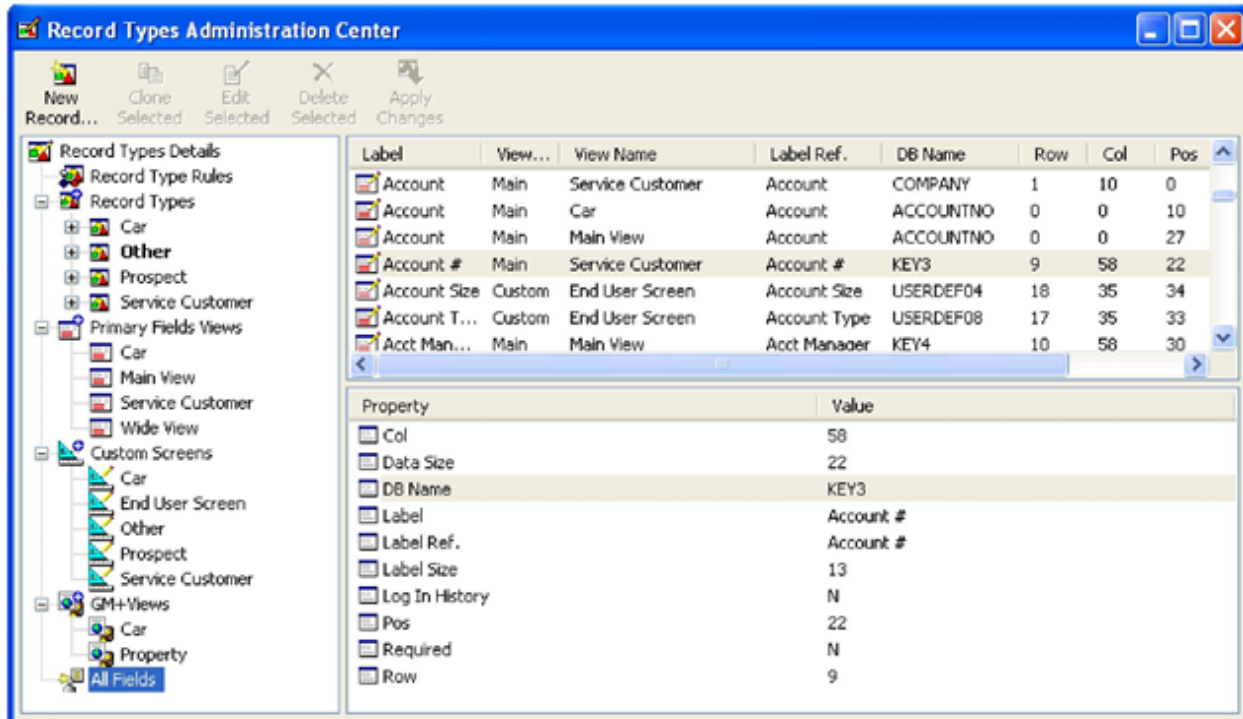 Record Types Administration Center
New Record... Clone Selected Edit Selected Delete Selected Apply Changes
Record Types Details
Record Type Rules
Record Types
Car
Other
Prospect
Service Customer
Primary Fields Views
Car
Main View
Service Customer
Wide View
Custom Screens
Car
End User Screen
Other
Prospect
Service Customer
GM+Views
Car
Property
All Fields
Label View... View Name Label Ref. DB Name Row Col Pos
Account Main Service Customer Account COMPANY 1 10 0
Account Main Car Account ACCOUNTNO 0 0 10
Account Main Main View Account ACCOUNTNO 0 0 27
Account # Main Service Customer Account # KEY3 9 58 22
Account Size Custom End User Screen Account Size USERDEF04 18 35 34
Account T... Custom End User Screen Account Type USERDEF08 17 35 33
Acct Man... Main Main View Acct Manager KEY4 10 58 30
Property Value
Col 58
Data Size 22
DB Name KEY3
Label Account #
Label Ref. Account #
Label Size 13
Log In History N
Pos 22
Required N
Row 9